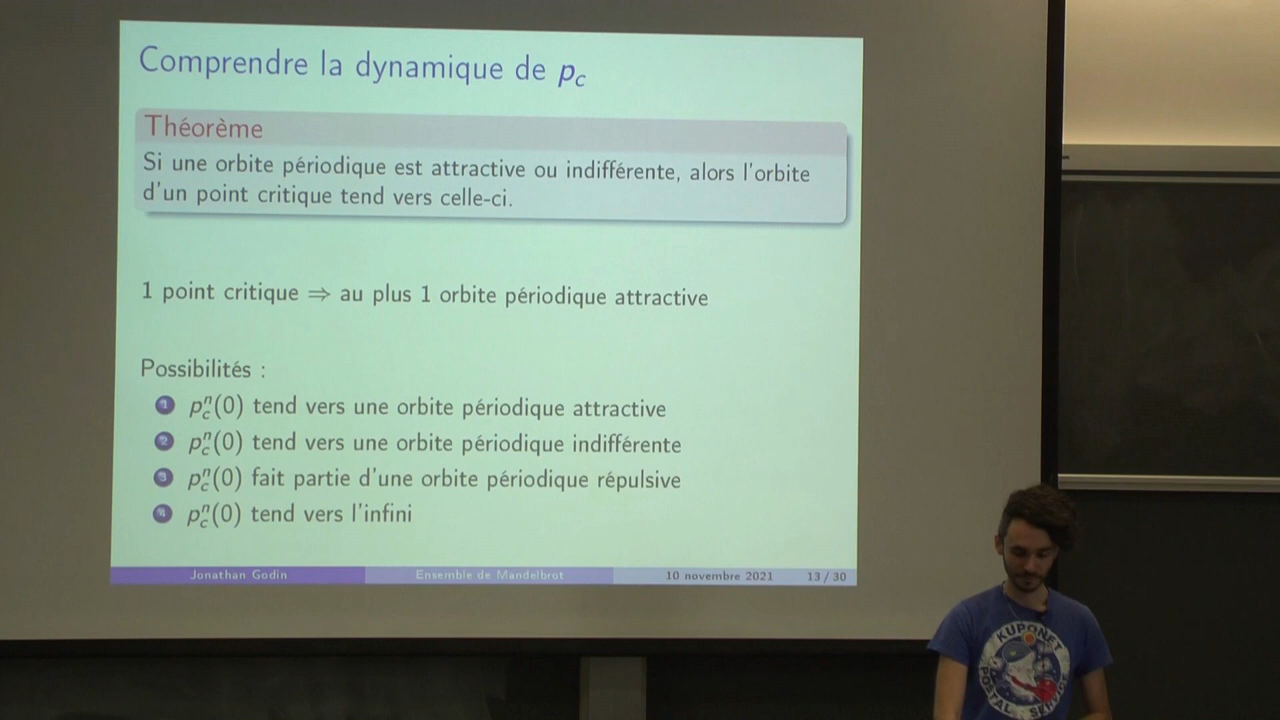 Comprendre la dynamique de p_c
Théorème
Si une orbite périodique est attractive ou indifférente, alors l'orbite
d'un point critique tend vers celle-ci.
1 point critique ⇒ au plus 1 orbite périodique attractive
Possibilités :
1 p_c^n(0) tend vers une orbite périodique attractive
2 p_c^n(0) tend vers une orbite périodique indifférente
3 p_c^n(0) fait partie d'une orbite périodique répulsive
4 p_c^n(0) tend vers l'infini
Jonathan Godin Ensemble de Mandelbrot 10 novembre 2021 13 / 30
KUPO NET
POSTAL SERVICE